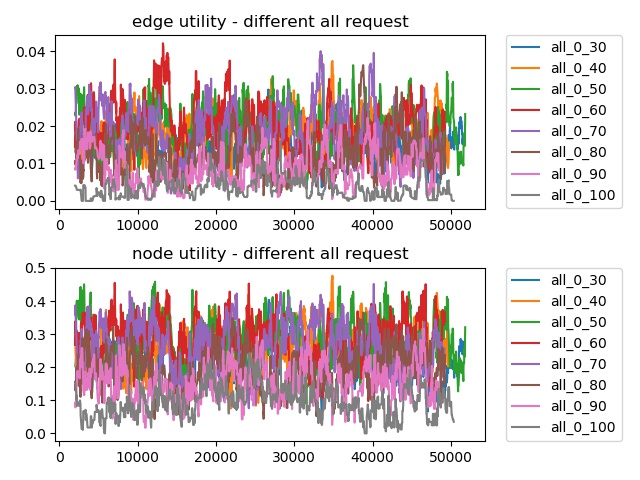 edge utility - different all request
0.04
0.03
0.02
0.01
0.00
0 10000 20000 30000 40000 50000
all_0_30
all_0_40
all_0_50
all_0_60
all_0_70
all_0_80
all_0_90
all_0_100
node utility - different all request
0.5
0.4
0.3
0.2
0.1
0.0
0 10000 20000 30000 40000 50000
all_0_30
all_0_40
all_0_50
all_0_60
all_0_70
all_0_80
all_0_90
all_0_100